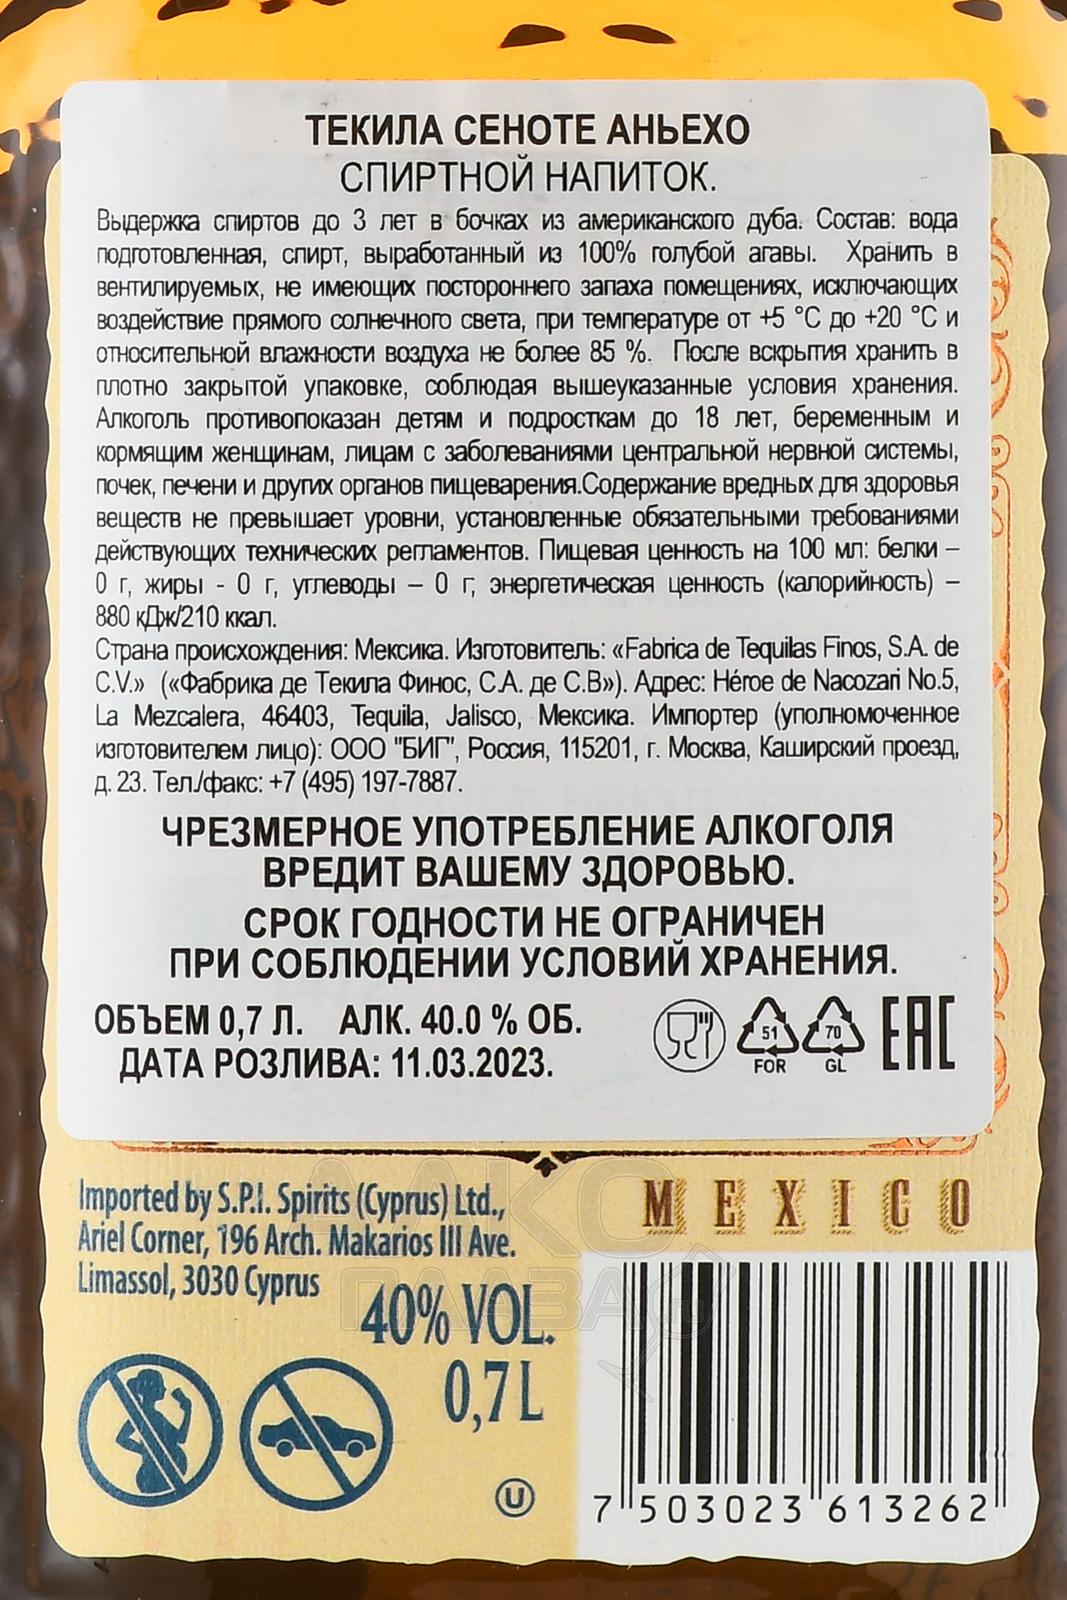 ТЕКИЛА СЕНОТЕ АНЬЕХО
СПИРТНОЙ НАПИТОК.
Выдержка спиртов до 3 лет в бочках из американского дуба. Состав: вода
подготовленная, спирт, выработанный из 100% голубой агавы. Хранить в
вентилируемых, не имеющих постороннего запаха помещениях, исключающих
воздействие прямого солнечного света, при температуре от +5 °С до +20 °С и
относительной влажности воздуха не более 85 %. После вскрытия хранить в
плотно закрытой упаковке, соблюдая вышеуказанные условия хранения.
Алкоголь противопоказан детям и подросткам до 18 лет, беременным и
кормящим женщинам, лицам с заболеваниями центральной нервной системы,
почек, печени и других органов пищеварения.Содержание вредных для здоровья
веществ не превышает уровни, установленные обязательными требованиями
действующих технических регламентов. Пищевая ценность на 100 мл: белки –
0 г, жиры - 0 г, углеводы – 0 г, энергетическая ценность (калорийность) –
880 кДж/210 ккал.
Страна происхождения: Мексика. Изготовитель: «Fabrica de Tequilas Finos, S.A. de
C.V.» («Фабрика де Текила Финос, С.А. де С.В»). Адрес: Héroe de Nacozari No.5,
La Mezcalera, 46403, Tequila, Jalisco, Мексика. Импортер (уполномоченное
изготовителем лицо): ООО "БИГ", Россия, 115201, г. Москва, Каширский проезд,
д. 23. Тел./факс: +7 (495) 197-7887.
ЧРЕЗМЕРНОЕ УПОТРЕБЛЕНИЕ АЛКОГОЛЯ
ВРЕДИТ ВАШЕМУ ЗДОРОВЬЮ.
СРОК ГОДНОСТИ НЕ ОГРАНИЧЕН
ПРИ СОБЛЮДЕНИИ УСЛОВИЙ ХРАНЕНИЯ.
ОБЪЕМ 0,7 Л. АЛК. 40.0 % ОБ.
ДАТА РОЗЛИВА: 11.03.2023.
51
FOR
70
GL
EAC
Imported by S.P.I. Spirits (Cyprus) Ltd.,
Ariel Corner, 196 Arch. Makarios III Ave.
Limassol, 3030 Cyprus
MEXICO
40% VOL.
0,7L
U
7 503023 613262
АЛКО
ПЛАЗА.ru